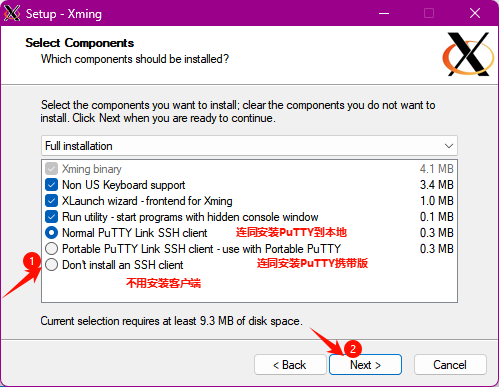 Setup - Xming
Select Components
Which components should be installed?
Select the components you want to install; clear the components you do not want to
install. Click Next when you are ready to continue.
Full installation
Xming binary 4.1 MB
Non US Keyboard support 3.4 MB
XLaunch wizard - frontend for Xming 1.0 MB
Run utility - start programs with hidden console window 0.1 MB
Normal PuTTY Link SSH client 连同安装PuTTY到本地 0.3 MB
Portable PuTTY Link SSH client - use with Portable PuTTY 0.3 MB
1 Don't install an SSH client 连同安装PuTTY携带版
不用安装客户端
Current selection requires at least 9.3 MB of disk space.
2
< Back Next > Cancel